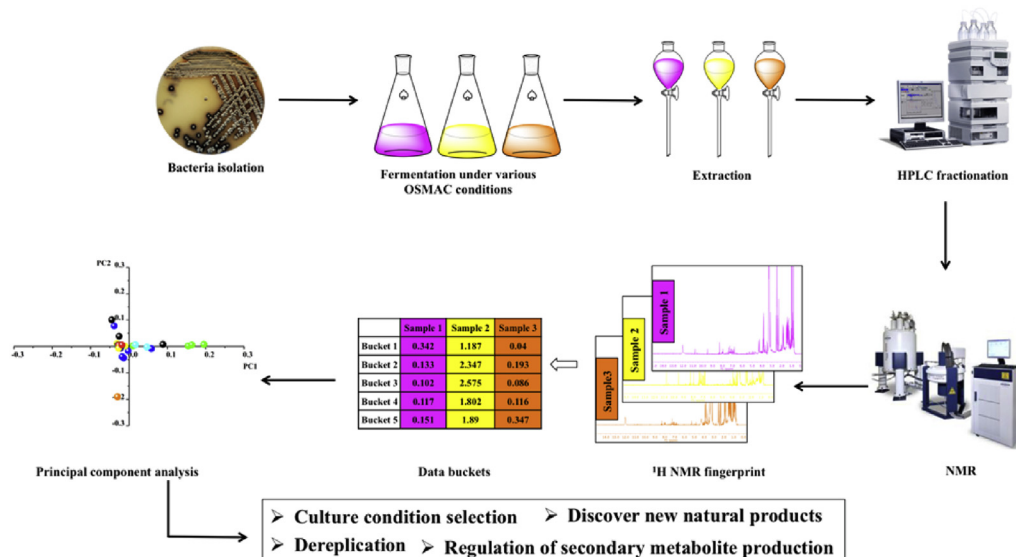 Bacteria isolation
Fermentation under various
OSMAC conditions
Extraction
HPLC fractionation
PC2
0.3
0.2
0.1
-0.3
-0.2
-0.1
0.0
0.1
0.2
0.3
PC1
-0.1
-0.2
-0.3
Principal component analysis
Sample 1 Sample 2 Sample 3
Bucket 1 0.342 1.187 0.04
Bucket 2 0.133 2.347 0.193
Bucket 3 0.102 2.575 0.086
Bucket 4 0.117 1.802 0.116
Bucket 5 0.151 1.89 0.347
Data buckets
Sample 1
Sample 2
Sample3
¹H NMR fingerprint
NMR
➢ Culture condition selection ➢ Discover new natural products
➢ Dereplication ➢ Regulation of secondary metabolite production